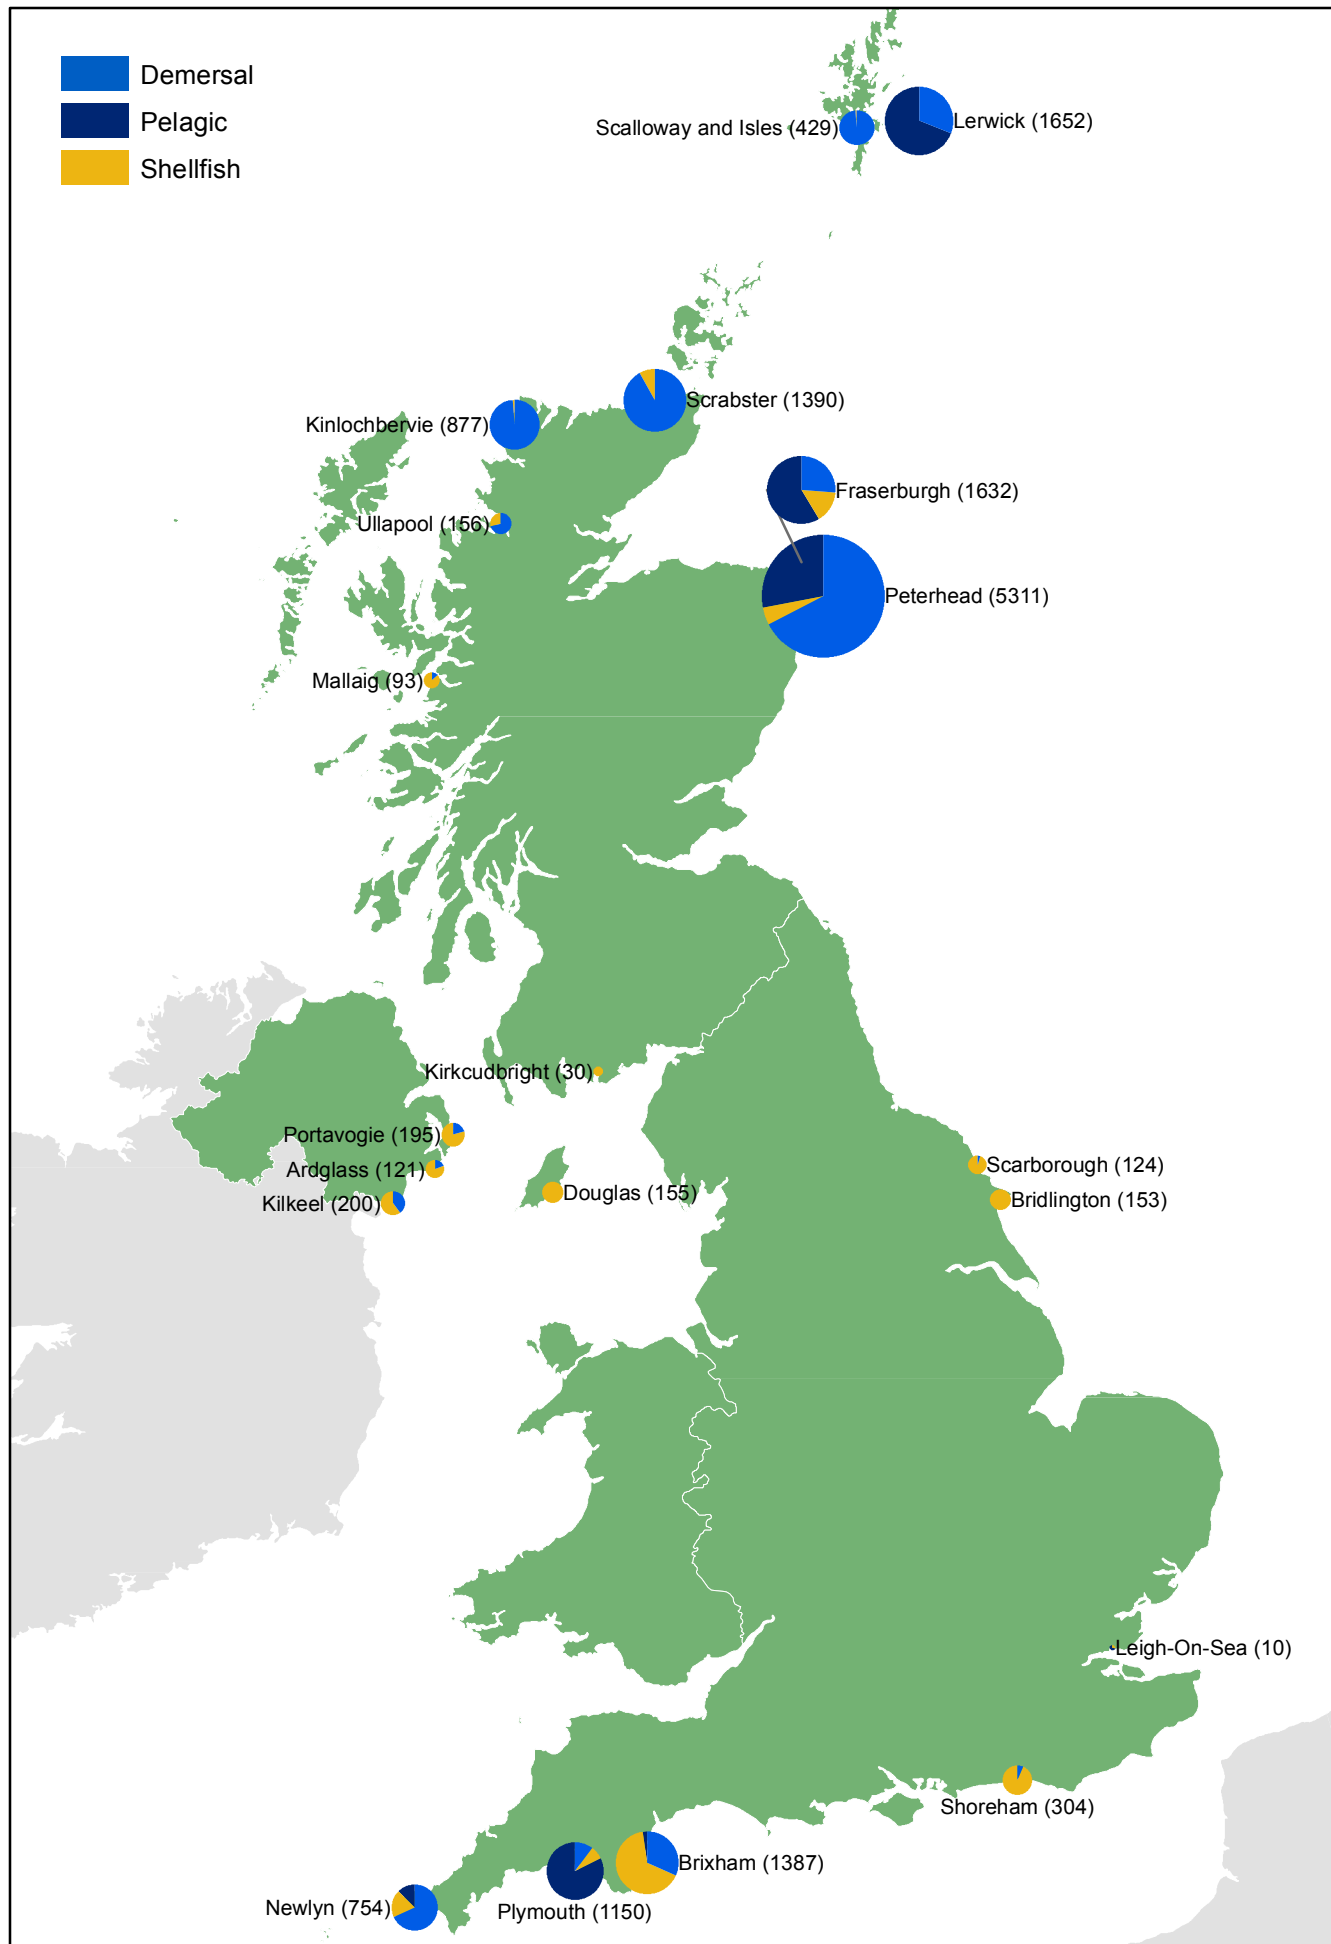 Demersal
Pelagic
Shellfish
Scalloway and Isles (429)
Lerwick (1652)
Scrabster (1390)
Kinlochbervie (877)
Fraserburgh (1632)
Ullapool (156)
Peterhead (5311)
Mallaig (93)
Kirkcudbright (30)
Portavogie (195)
Ardglass (121)
Kilkeel (200)
Douglas (155)
Scarborough (124)
Bridlington (153)
Leigh-On-Sea (10)
Shoreham (304)
Brixham (1387)
Newlyn (754)
Plymouth (1150)